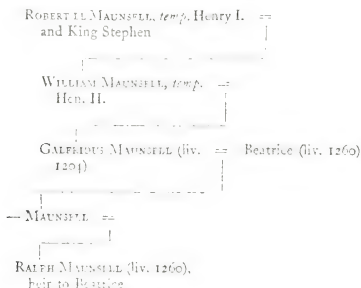 ROBERT LE MAUNSELL, temp. Henry I. =
and King Stephen
WILLIAM MAUNSELL, temp. =
Hen. II.
GALFRIDUS MAUNSELL (liv. = Beatrice (liv. 1260)
1204)
— MAUNSELL =
RALPH MAUNSELL (liv. 1260),
heir to Beatrice